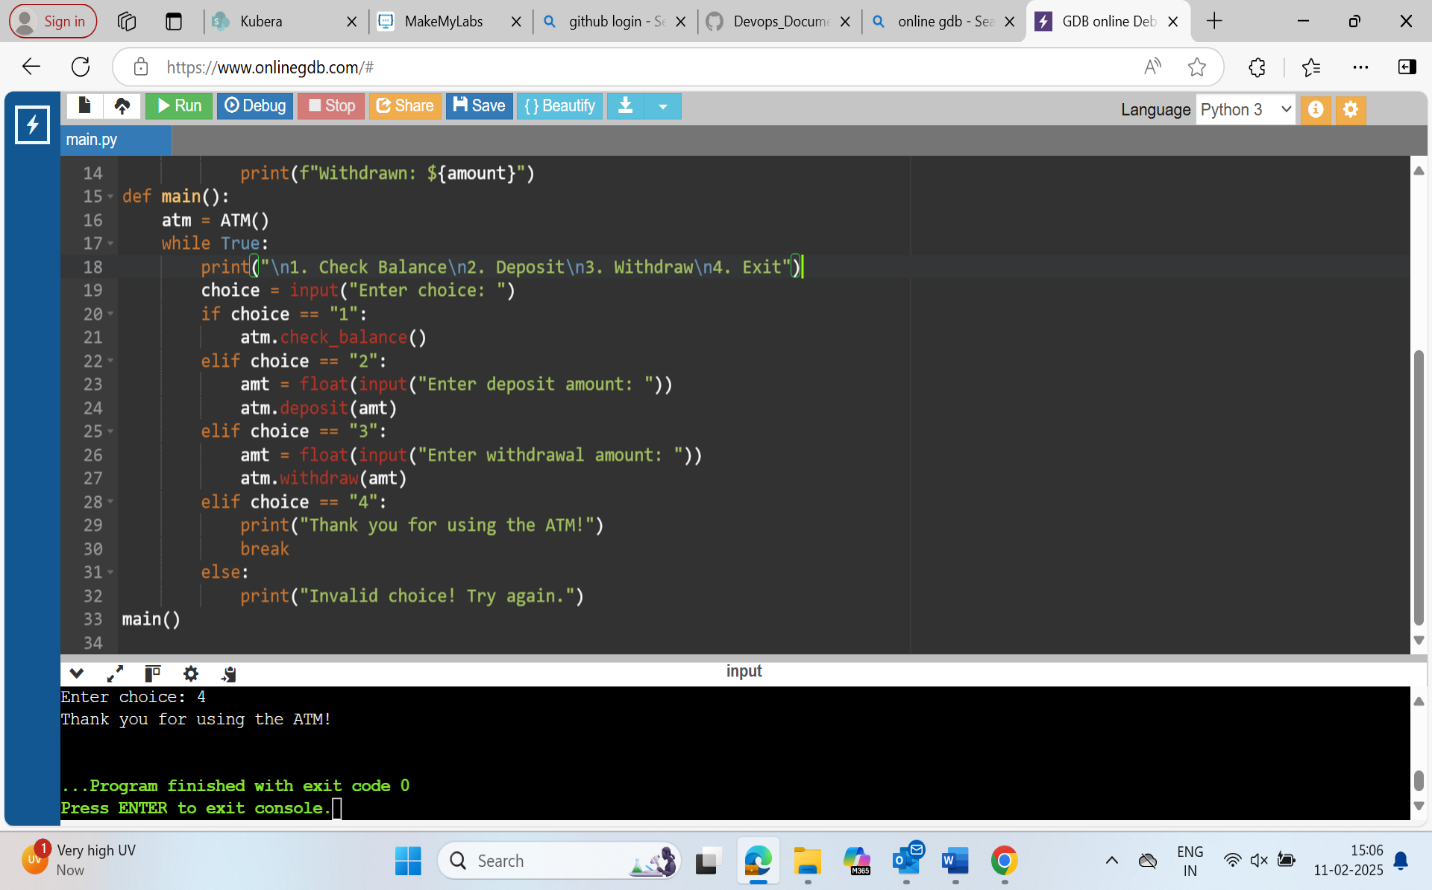 Sign in
Kubera
MakeMyLabs
github login - Se
Devops_Docume
online gdb - Sea
GDB online Deb
https://www.onlinegdb.com/#
Run
Debug
Stop
Share
Save
{ } Beautify
Language
Python 3
main.py
14 print(f"Withdrawn: ${amount}")
15 def main():
16 atm = ATM()
17 while True:
18 print("\n1. Check Balance\n2. Deposit\n3. Withdraw\n4. Exit")
19 choice = input("Enter choice: ")
20 if choice == "1":
21 atm.check_balance()
22 elif choice == "2":
23 amt = float(input("Enter deposit amount: "))
24 atm.deposit(amt)
25 elif choice == "3":
26 amt = float(input("Enter withdrawal amount: "))
27 atm.withdraw(amt)
28 elif choice == "4":
29 print("Thank you for using the ATM!")
30 break
31 else:
32 print("Invalid choice! Try again.")
33 main()
34
input
Enter choice: 4
Thank you for using the ATM!
...Program finished with exit code 0
Press ENTER to exit console.
UV
1
Very high UV
Now
Search
M365
ENG
IN
15:06
11-02-2025